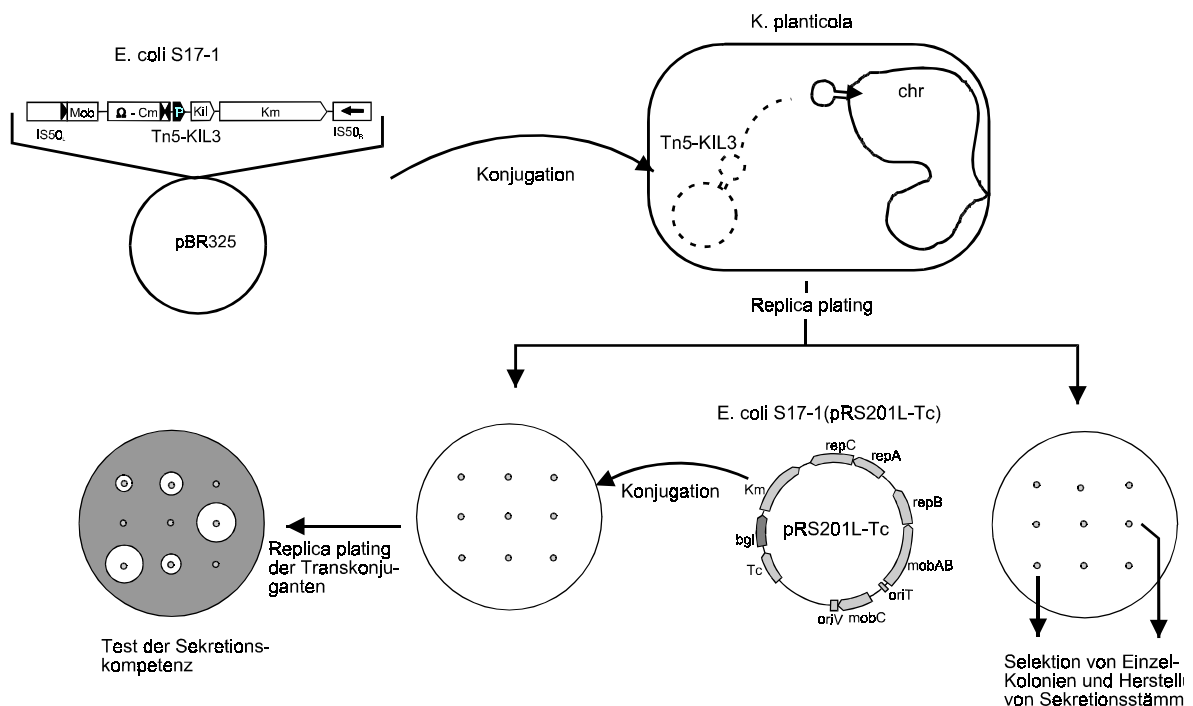 K. planticola
E. coli S17-1
Mob
Ω - Cm
P
Kil
Km
IS50L
Tn5-KIL3
IS50R
pBR325
Konjugation
Tn5-KIL3
chr
Replica plating
E. coli S17-1(pRS201L-Tc)
repC
repA
Km
repB
Konjugation
pRS201L-Tc
bgl
Tc
mobAB
oriT
oriV
mobC
Replica plating
der Transkonju-
ganten
Test der Sekretions-
kompetenz
Selektion von Einzel-
Kolonien und Herstellu
von Sekretionsstämm